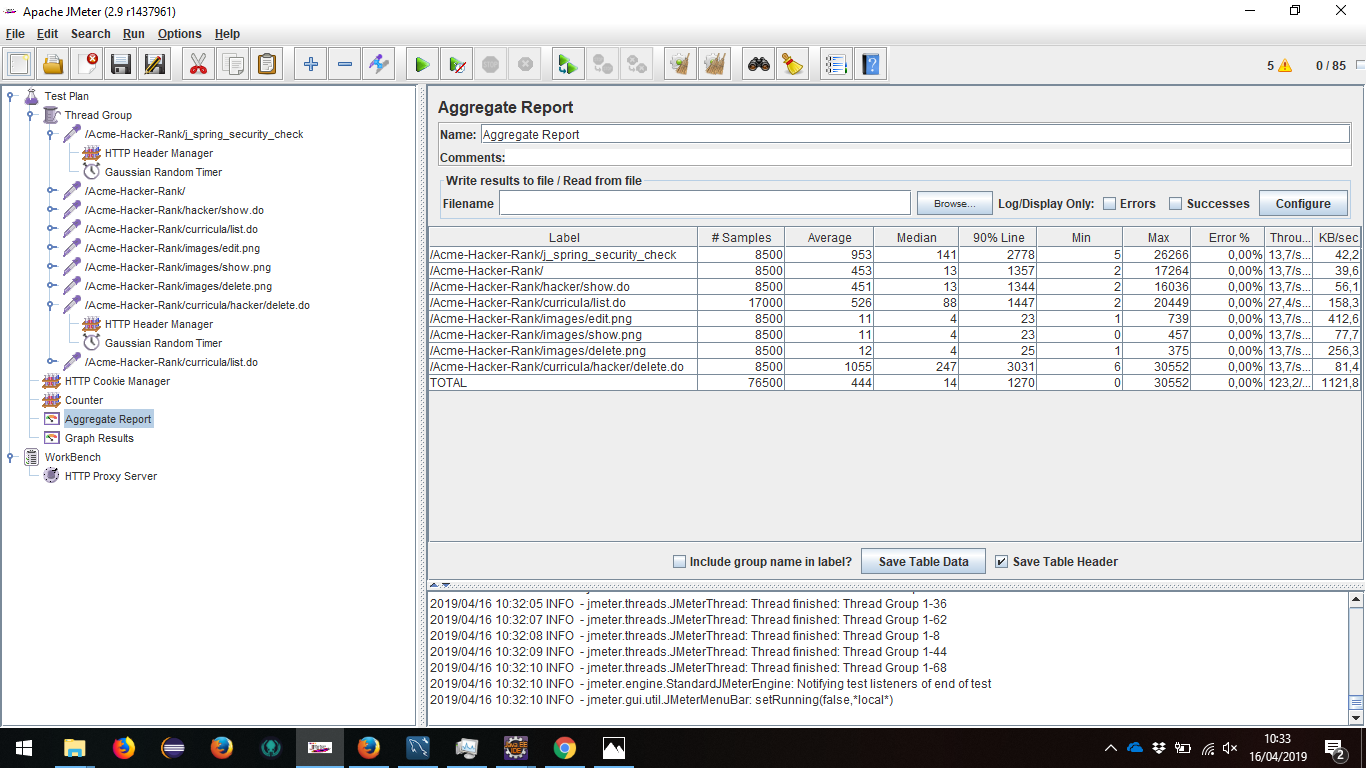 Apache JMeter (2.9 r1437961)
File Edit Search Run Options Help
5 0 / 85
Test Plan
Thread Group
/Acme-Hacker-Rank/j_spring_security_check
HTTP Header Manager
Gaussian Random Timer
/Acme-Hacker-Rank/
/Acme-Hacker-Rank/hacker/show.do
/Acme-Hacker-Rank/curricula/list.do
/Acme-Hacker-Rank/images/edit.png
/Acme-Hacker-Rank/images/show.png
/Acme-Hacker-Rank/images/delete.png
/Acme-Hacker-Rank/curricula/hacker/delete.do
HTTP Header Manager
Gaussian Random Timer
/Acme-Hacker-Rank/curricula/list.do
HTTP Cookie Manager
Counter
Aggregate Report
Graph Results
WorkBench
HTTP Proxy Server
Aggregate Report
Name: Aggregate Report
Comments:
Write results to file / Read from file
Filename Browse... Log/Display Only: Errors Successes Configure
Label # Samples Average Median 90% Line Min Max Error % Throu... KB/sec
/Acme-Hacker-Rank/j_spring_security_check 8500 953 141 2778 5 26266 0,00% 13,7/s... 42,2
/Acme-Hacker-Rank/ 8500 453 13 1357 2 17264 0,00% 13,7/s... 39,6
/Acme-Hacker-Rank/hacker/show.do 8500 451 13 1344 2 16036 0,00% 13,7/s... 56,1
/Acme-Hacker-Rank/curricula/list.do 17000 526 88 1447 2 20449 0,00% 27,4/s... 158,3
/Acme-Hacker-Rank/images/edit.png 8500 11 4 23 1 739 0,00% 13,7/s... 412,6
/Acme-Hacker-Rank/images/show.png 8500 11 4 23 0 457 0,00% 13,7/s... 77,7
/Acme-Hacker-Rank/images/delete.png 8500 12 4 25 1 375 0,00% 13,7/s... 256,3
/Acme-Hacker-Rank/curricula/hacker/delete.do 8500 1055 247 3031 6 30552 0,00% 13,7/s... 81,4
TOTAL 76500 444 14 1270 0 30552 0,00% 123,2/... 1121,8
Include group name in label? Save Table Data Save Table Header
2019/04/16 10:32:05 INFO - jmeter.threads.JMeterThread: Thread finished: Thread Group 1-36
2019/04/16 10:32:07 INFO - jmeter.threads.JMeterThread: Thread finished: Thread Group 1-62
2019/04/16 10:32:08 INFO - jmeter.threads.JMeterThread: Thread finished: Thread Group 1-8
2019/04/16 10:32:09 INFO - jmeter.threads.JMeterThread: Thread finished: Thread Group 1-44
2019/04/16 10:32:10 INFO - jmeter.threads.JMeterThread: Thread finished: Thread Group 1-68
2019/04/16 10:32:10 INFO - jmeter.engine.StandardJMeterEngine: Notifying test listeners of end of test
2019/04/16 10:32:10 INFO - jmeter.gui.util.JMeterMenuBar: setRunning(false,*local*)
10:33
16/04/2019
2